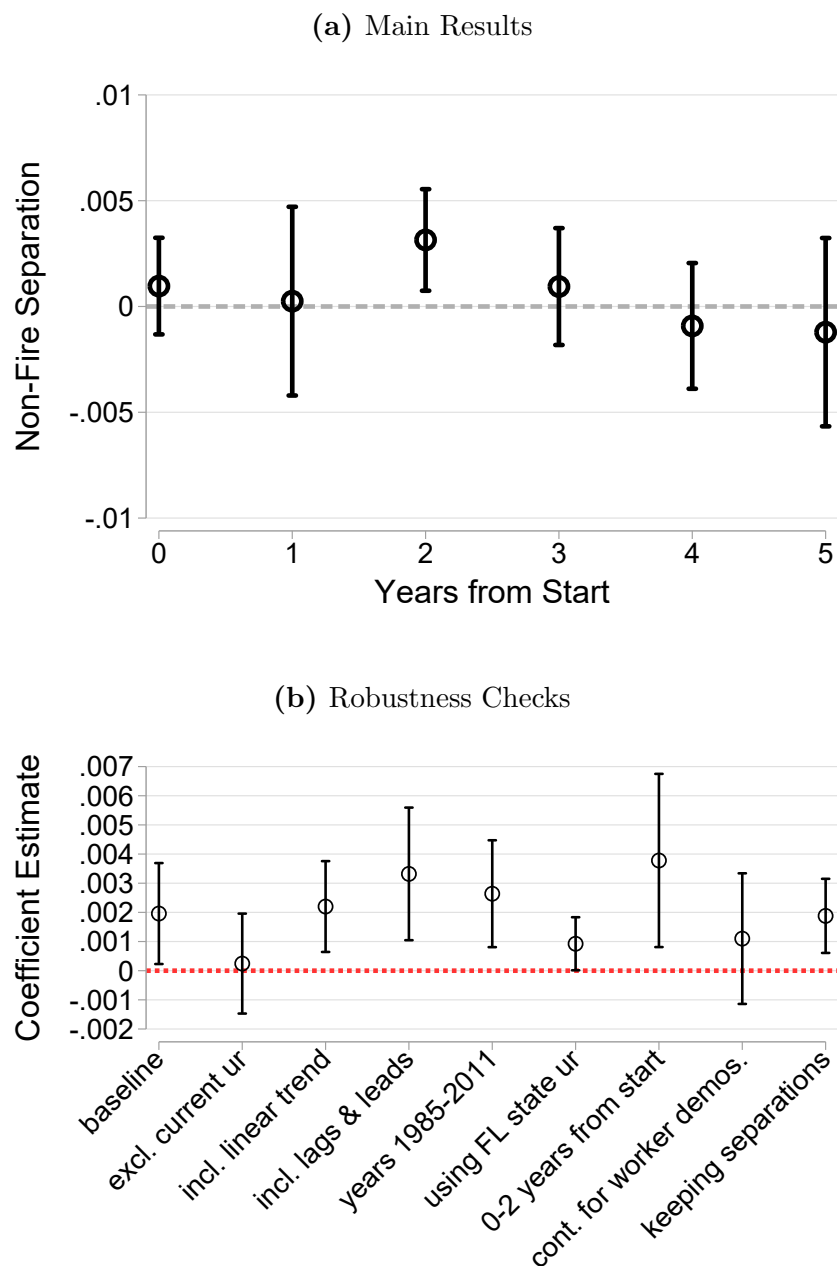 (a) Main Results
.01
.005
0
-.005
-.01
Non-Fire Separation
0 1 2 3 4 5
Years from Start
(b) Robustness Checks
.007
.006
.005
.004
.003
.002
.001
0
-.001
-.002
Coefficient Estimate
baseline
excl. current ur
incl. linear trend
incl. lags & leads
years 1985-2011
using FL state ur
0-2 years from start
cont. for worker demos.
keeping separations